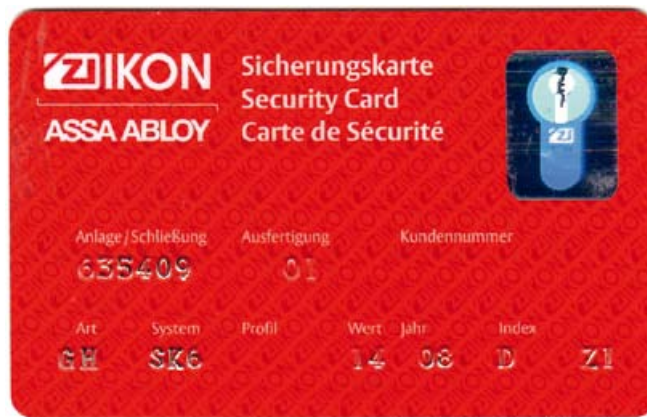 IKON
ASSA ABLOY
Sicherungskarte
Security Card
Carte de Sécurité
Anlage/Schließung Ausfertigung Kundennummer
635409 01
Art System Profil Wert Jahr Index
GH SK6 14 08 D ZI